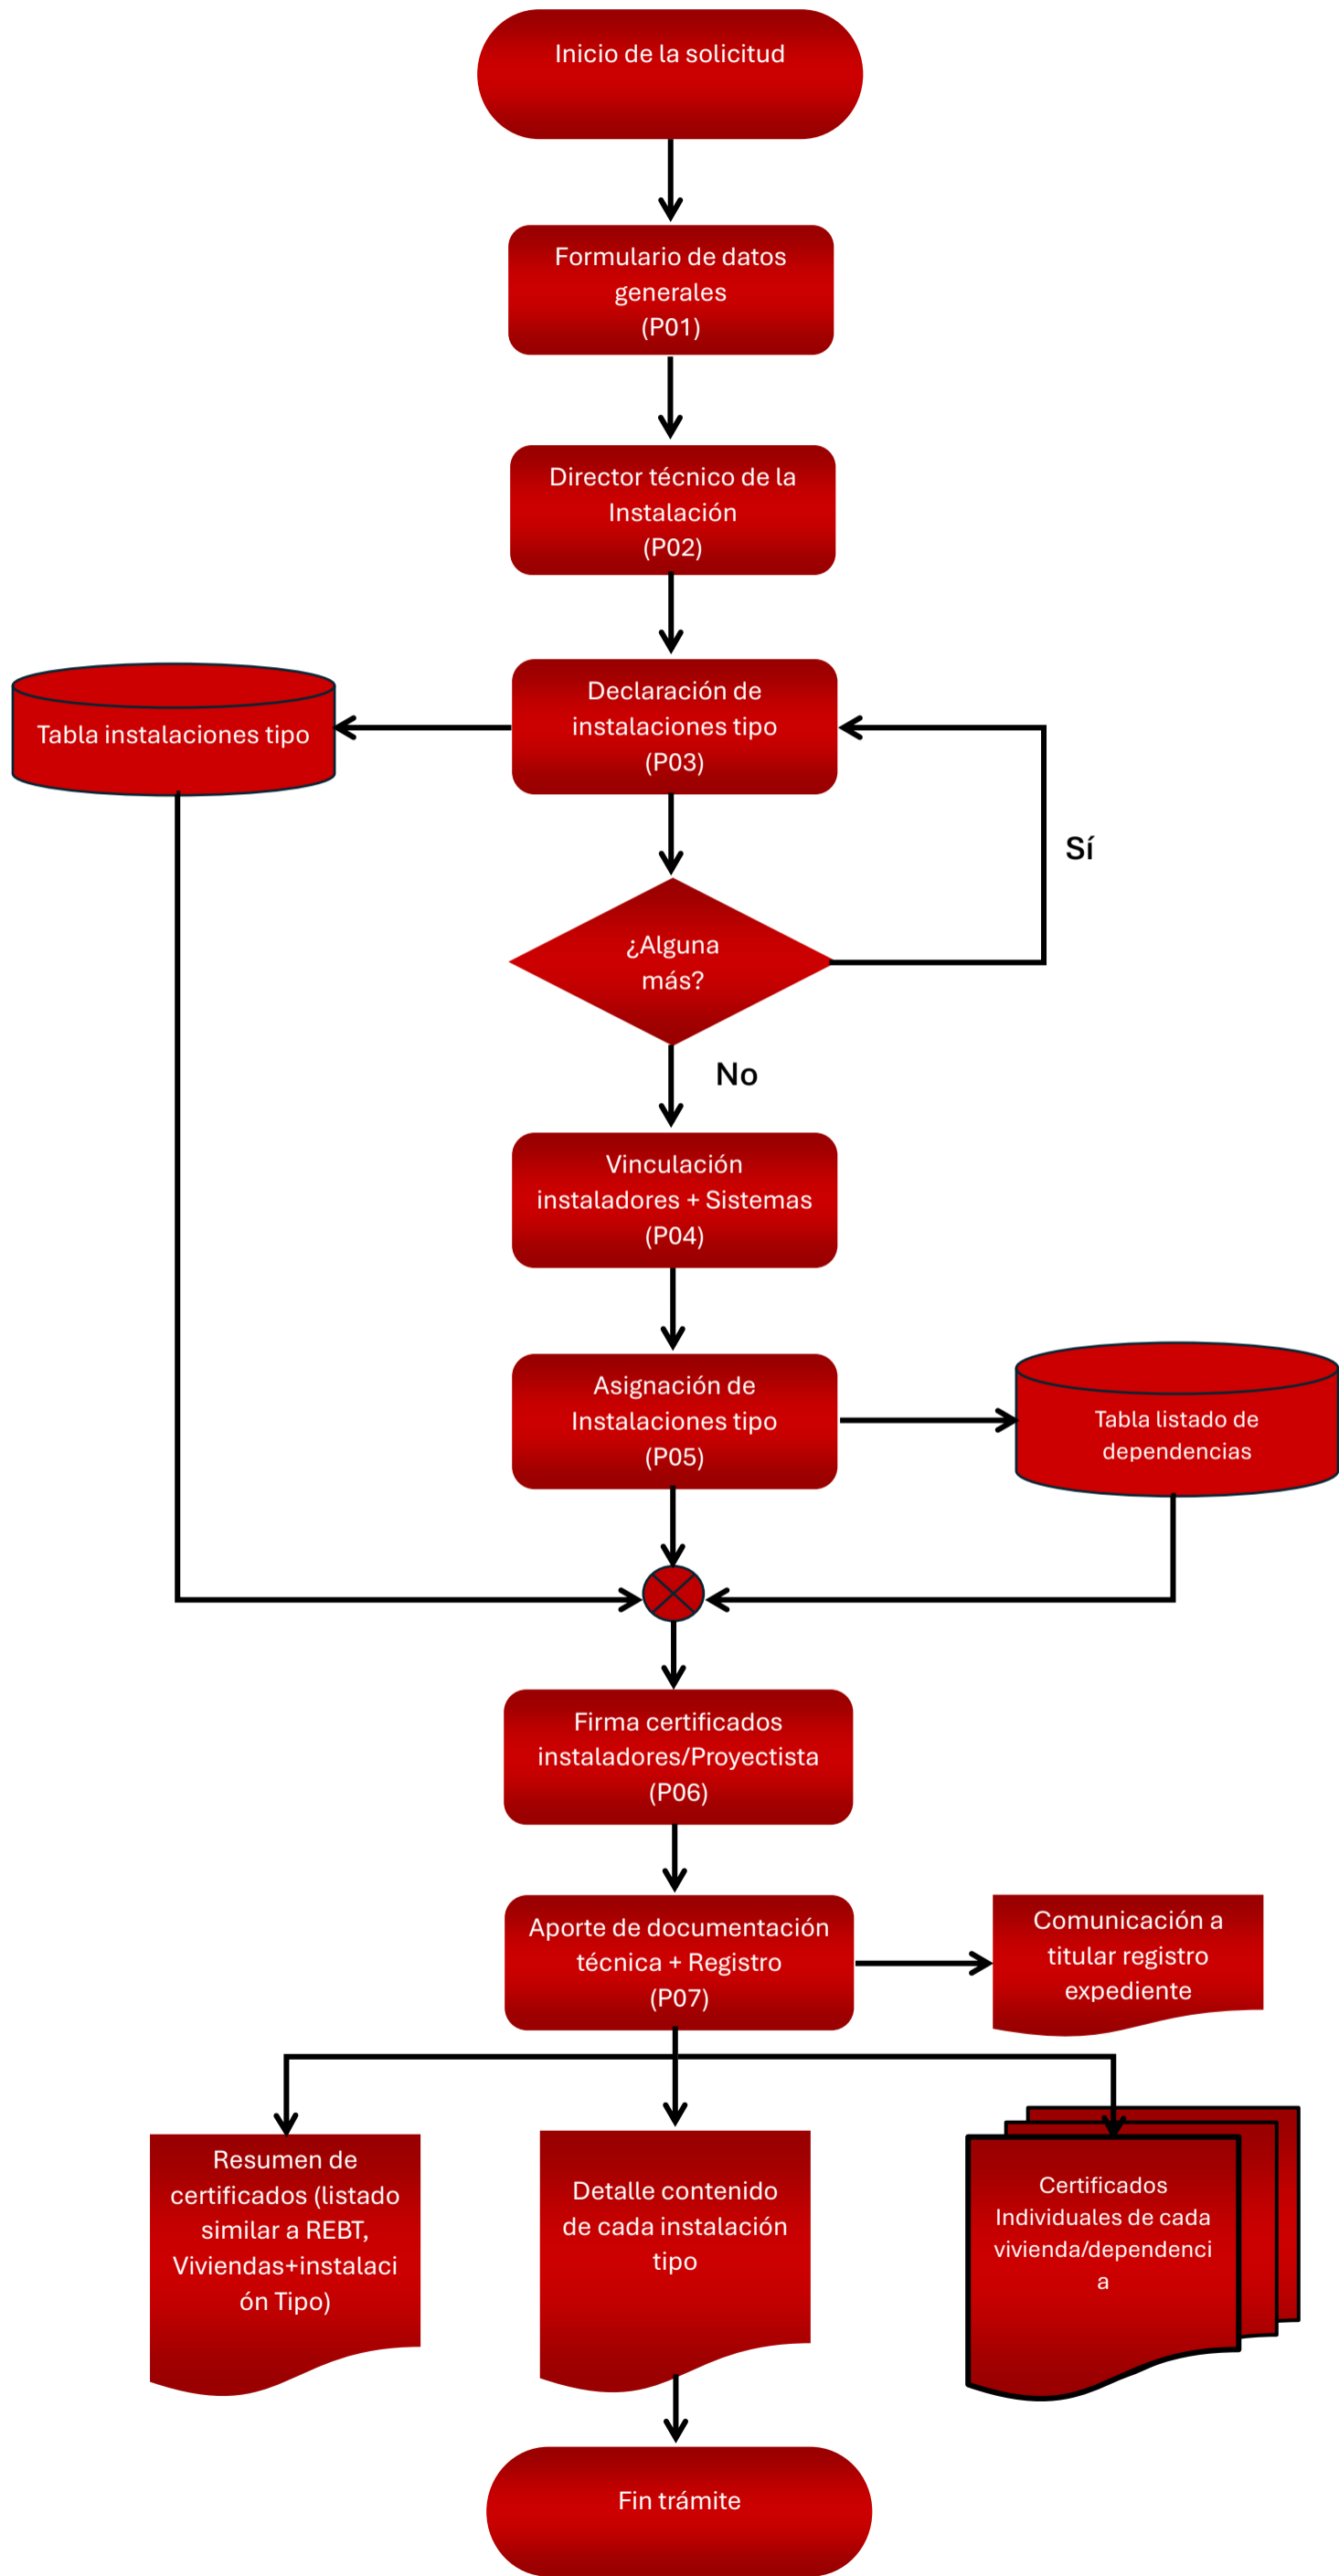 Inicio de la solicitud
Formulario de datos
generales
(P01)
Director técnico de la
Instalación
(P02)
Tabla instalaciones tipo
Declaración de
instalaciones tipo
(P03)
Sí
¿Alguna
más?
No
Vinculación
instaladores + Sistemas
(P04)
Asignación de
Instalaciones tipo
(P05)
Tabla listado de
dependencias
Firma certificados
instaladores/Proyectista
(P06)
Aporte de documentación
técnica + Registro
(P07)
Comunicación a
titular registro
expediente
Resumen de
certificados (listado
similar a REBT,
Viviendas+instalaci
ón Tipo)
Detalle contenido
de cada instalación
tipo
Certificados
Individuales de cada
vivienda/dependenci
a
Fin trámite